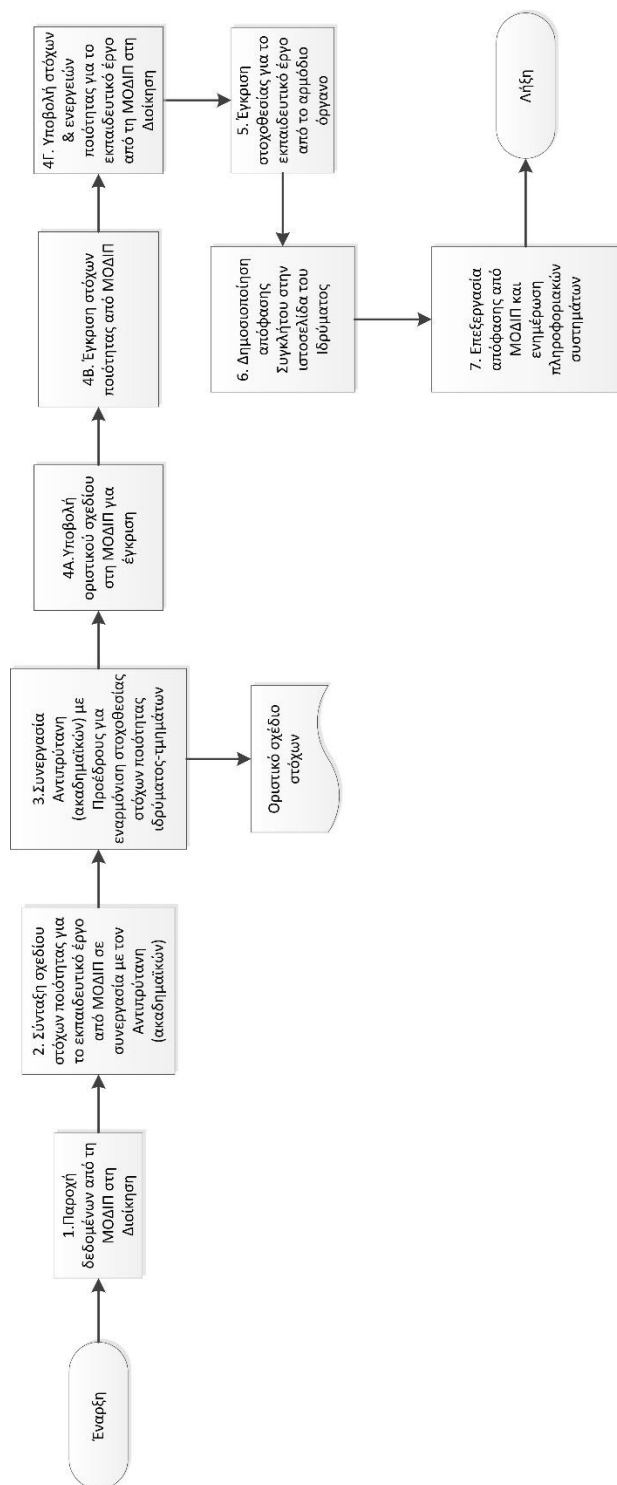 Έναρξη
1.Παροχή
δεδομένων από τη
ΜΟΔΙΠ στη
Διοίκηση
2. Σύνταξη σχεδίου
στόχων ποιότητας για
το εκπαιδευτικό έργο
από ΜΟΔΙΠ σε
συνεργασία με τον
Αντιπρύτανη
(ακαδημαϊκών)
3.Συνεργασία
Αντιπρύτανη
(ακαδημαϊκών) με
Προέδρους για
εναρμόνιση στοχοθεσίας
στόχων ποιότητας
ιδρύματος-τμημάτων
Οριστικό σχέδιο
στόχων
4Α.Υποβολή
οριστικού σχεδίου
στη ΜΟΔΙΠ για
έγκριση
4Β. Έγκριση στόχων
ποιότητας από ΜΟΔΙΠ
4Γ. Υποβολή στόχων
& ενεργειών
ποιότητας για το
εκπαιδευτικό έργο
από τη ΜΟΔΙΠ στη
Διοίκηση
5. Έγκριση
στοχοθεσίας για το
εκπαιδευτικό έργο
από το αρμόδιο
όργανο
6. Δημοσιοποίηση
απόφασης
Συγκλήτου στην
ιστοσελίδα του
Ιδρύματος
7. Επεξεργασία
απόφασης από
ΜΟΔΙΠ και
ενημέρωση
πληροφοριακών
συστημάτων
Λήξη